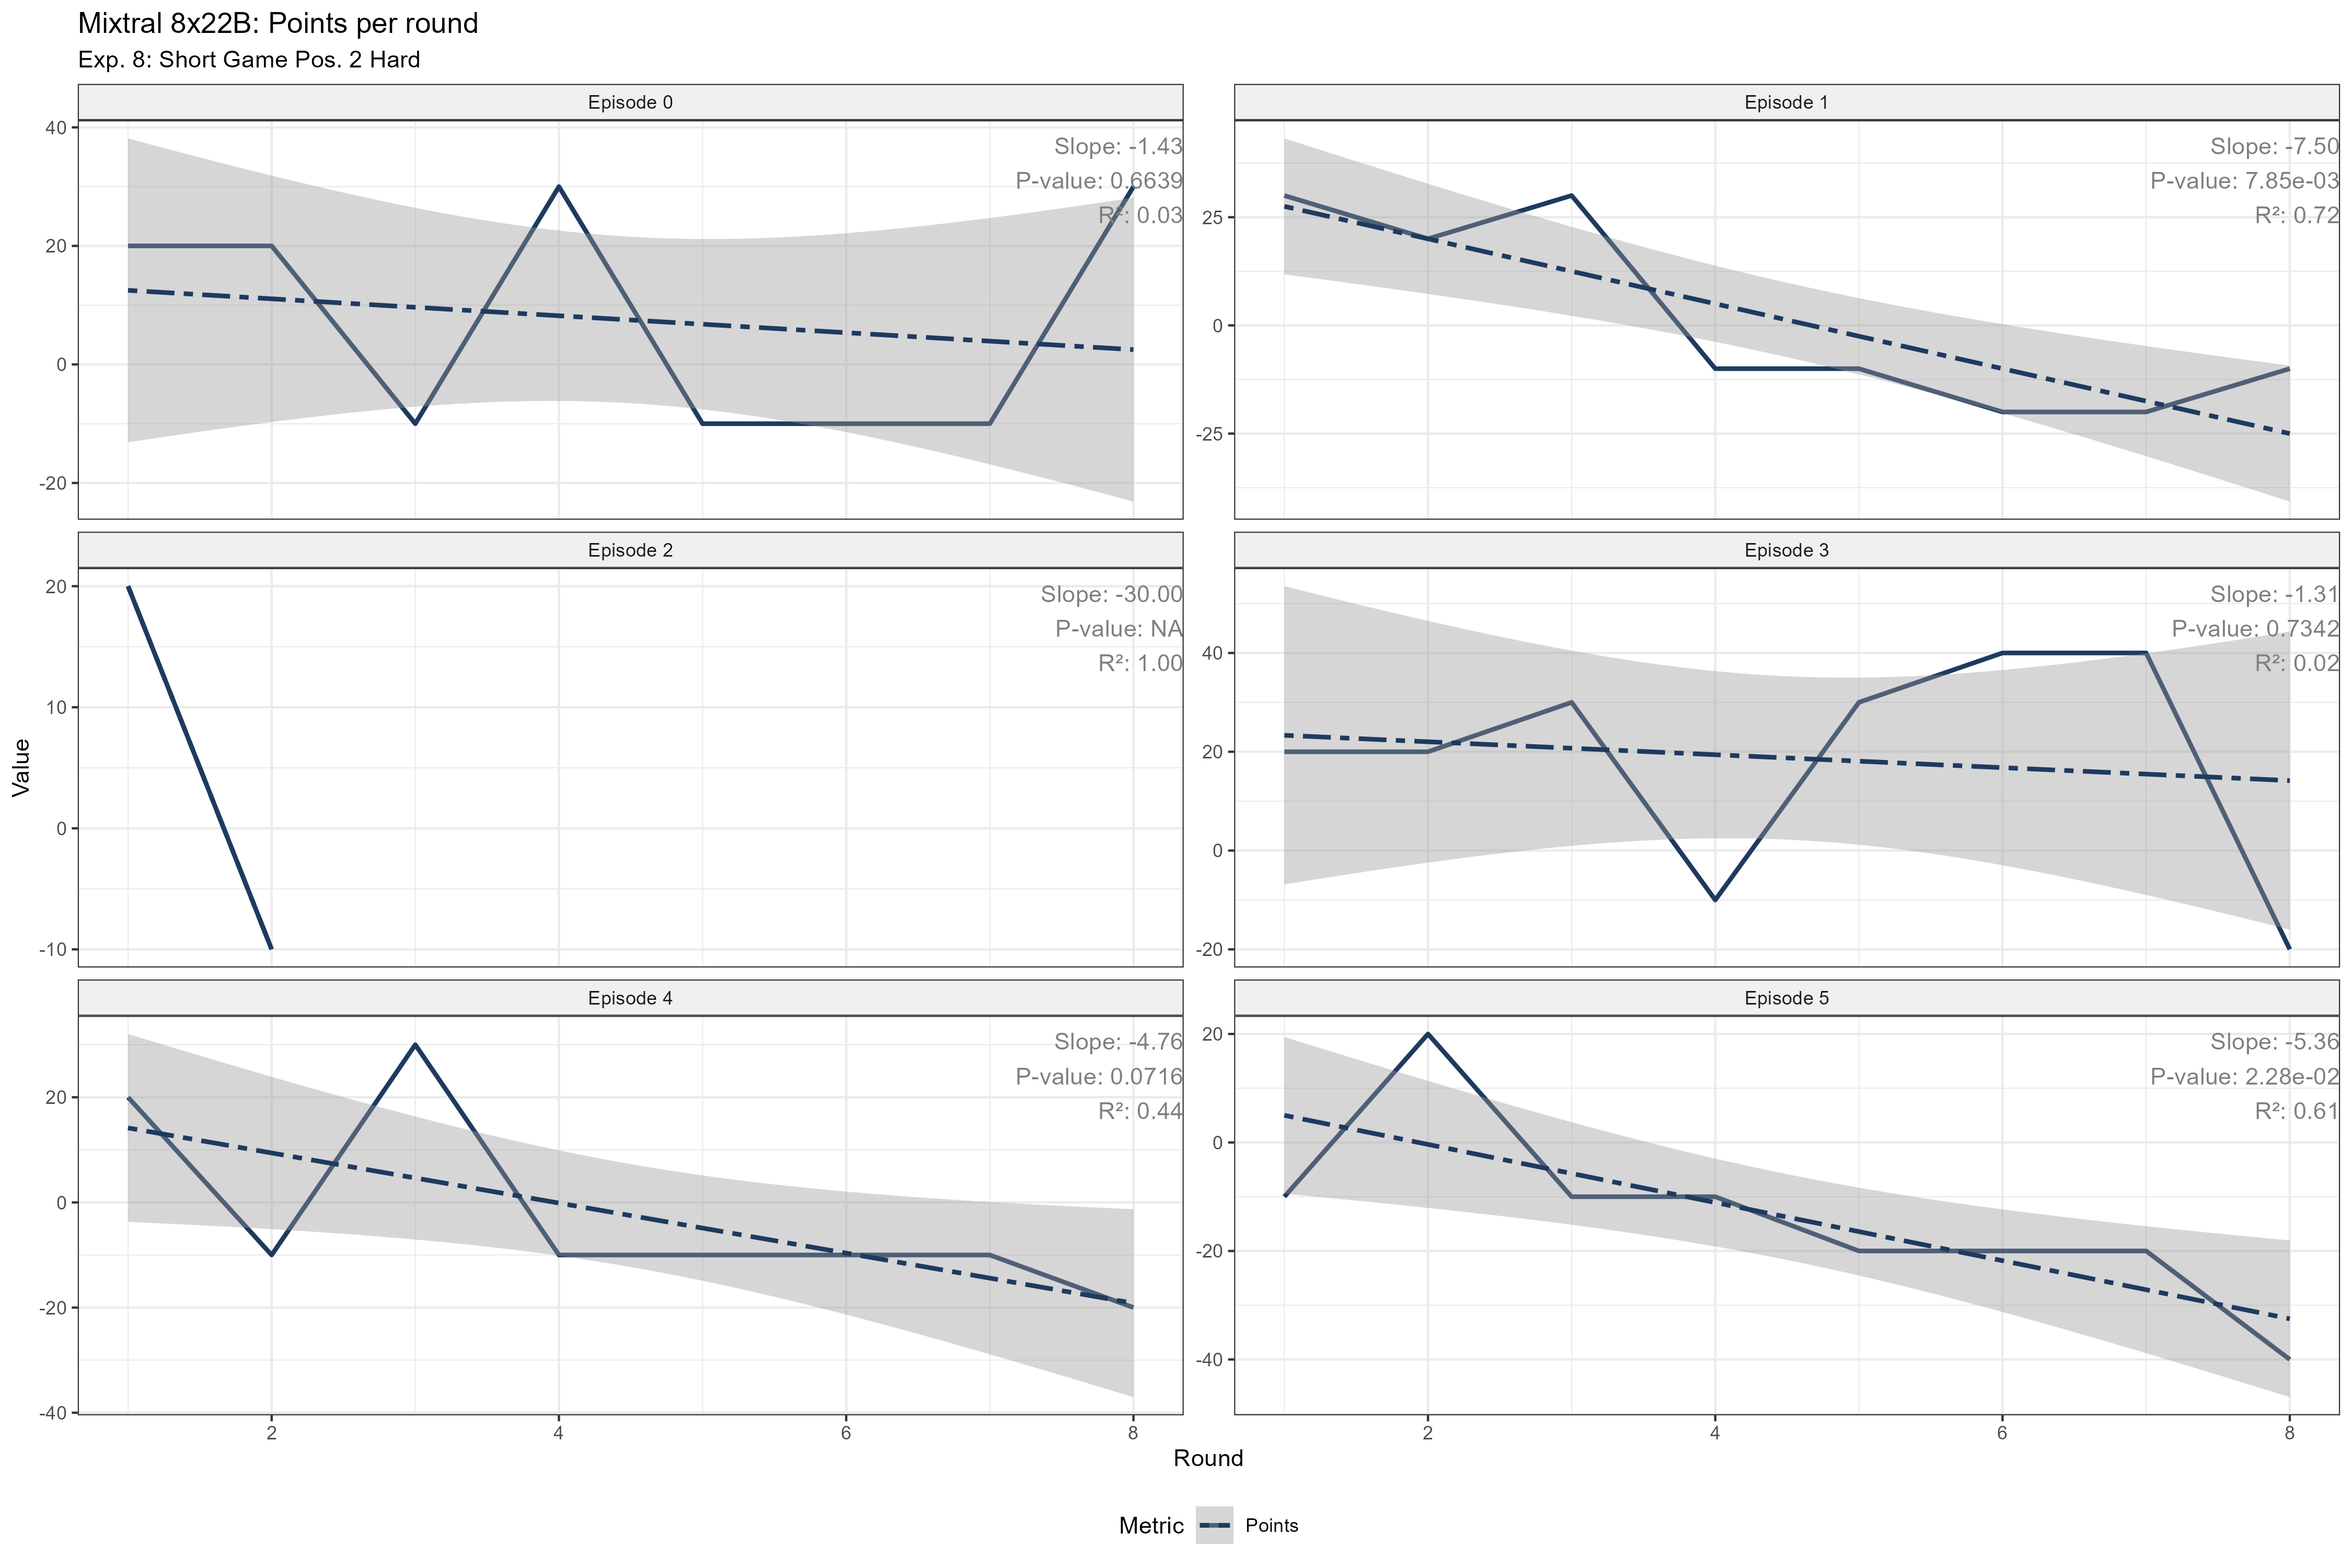 Mixtral 8x22B: Points per round
Exp. 8: Short Game Pos. 2 Hard
Episode 0
40
20
0
-20
Slope: -1.43
P-value: 0.6639
R²: 0.03
Episode 1
25
0
-25
Slope: -7.50
P-value: 7.85e-03
R²: 0.72
Episode 2
20
10
0
-10
Slope: -30.00
P-value: NA
R²: 1.00
Episode 3
40
20
0
-20
Slope: -1.31
P-value: 0.7342
R²: 0.02
Episode 4
20
0
-20
-40
Slope: -4.76
P-value: 0.0716
R²: 0.44
2 4 6 8
Episode 5
20
0
-20
-40
Slope: -5.36
P-value: 2.28e-02
R²: 0.61
2 4 6 8
Value
Round
Metric Points